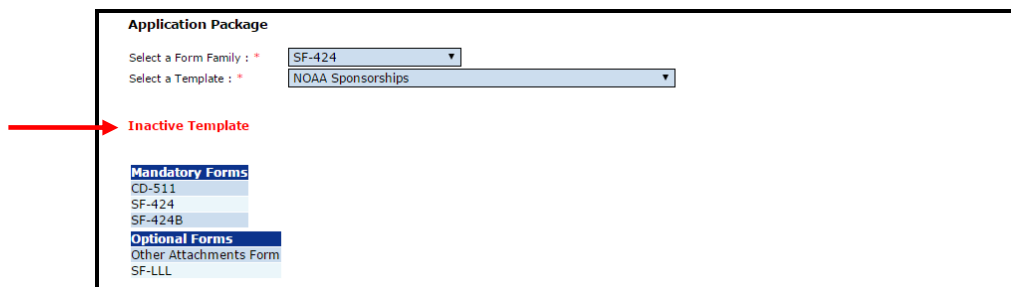 Application Package
Select a Form Family : * SF-424
Select a Template : * NOAA Sponsorships
Inactive Template
Mandatory Forms
CD-511
SF-424
SF-424B
Optional Forms
Other Attachments Form
SF-LLL